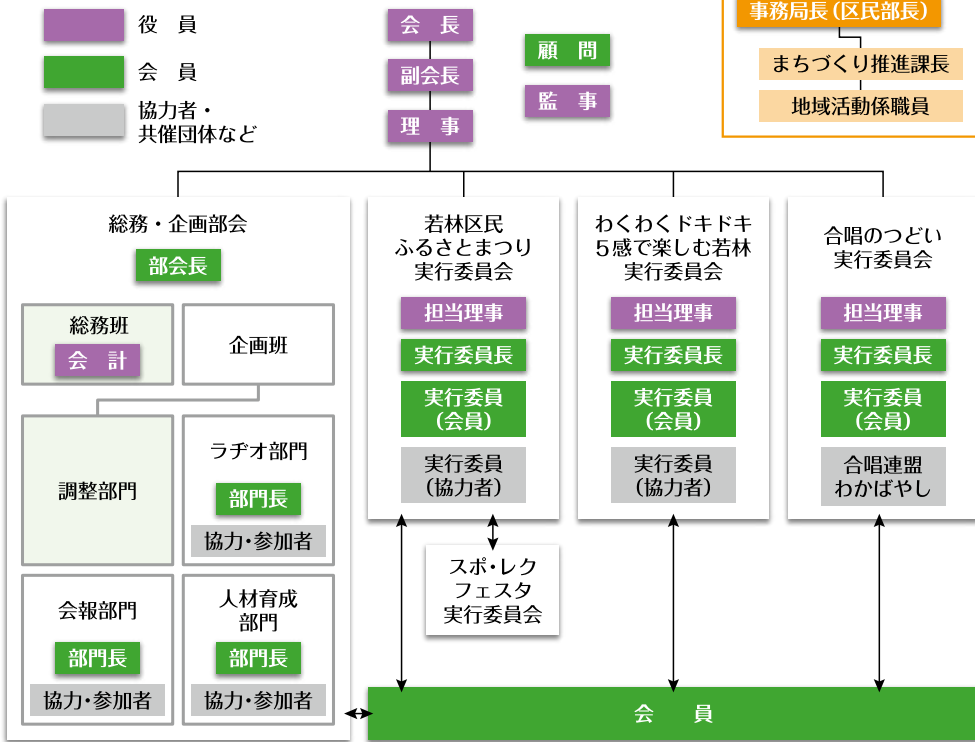 役　員
会　員
協力者・
共催団体など
会　長
副会長
理　事
顧　問
監　事
事務局長（区民部長）
まちづくり推進課長
地域活動係職員
総務・企画部会
部会長
総務班
会　計
企画班
調整部門
ラヂオ部門
部門長
協力・参加者
会報部門
部門長
協力・参加者
人材育成
部門
部門長
協力・参加者
若林区民
ふるさとまつり
実行委員会
担当理事
実行委員長
実行委員
（会員）
実行委員
（協力者）
スポ・レク
フェスタ
実行委員会
わくわくドキドキ
５感で楽しむ若林
実行委員会
担当理事
実行委員長
実行委員
（会員）
実行委員
（協力者）
合唱のつどい
実行委員会
担当理事
実行委員長
実行委員
（会員）
合唱連盟
わかばやし
会　員